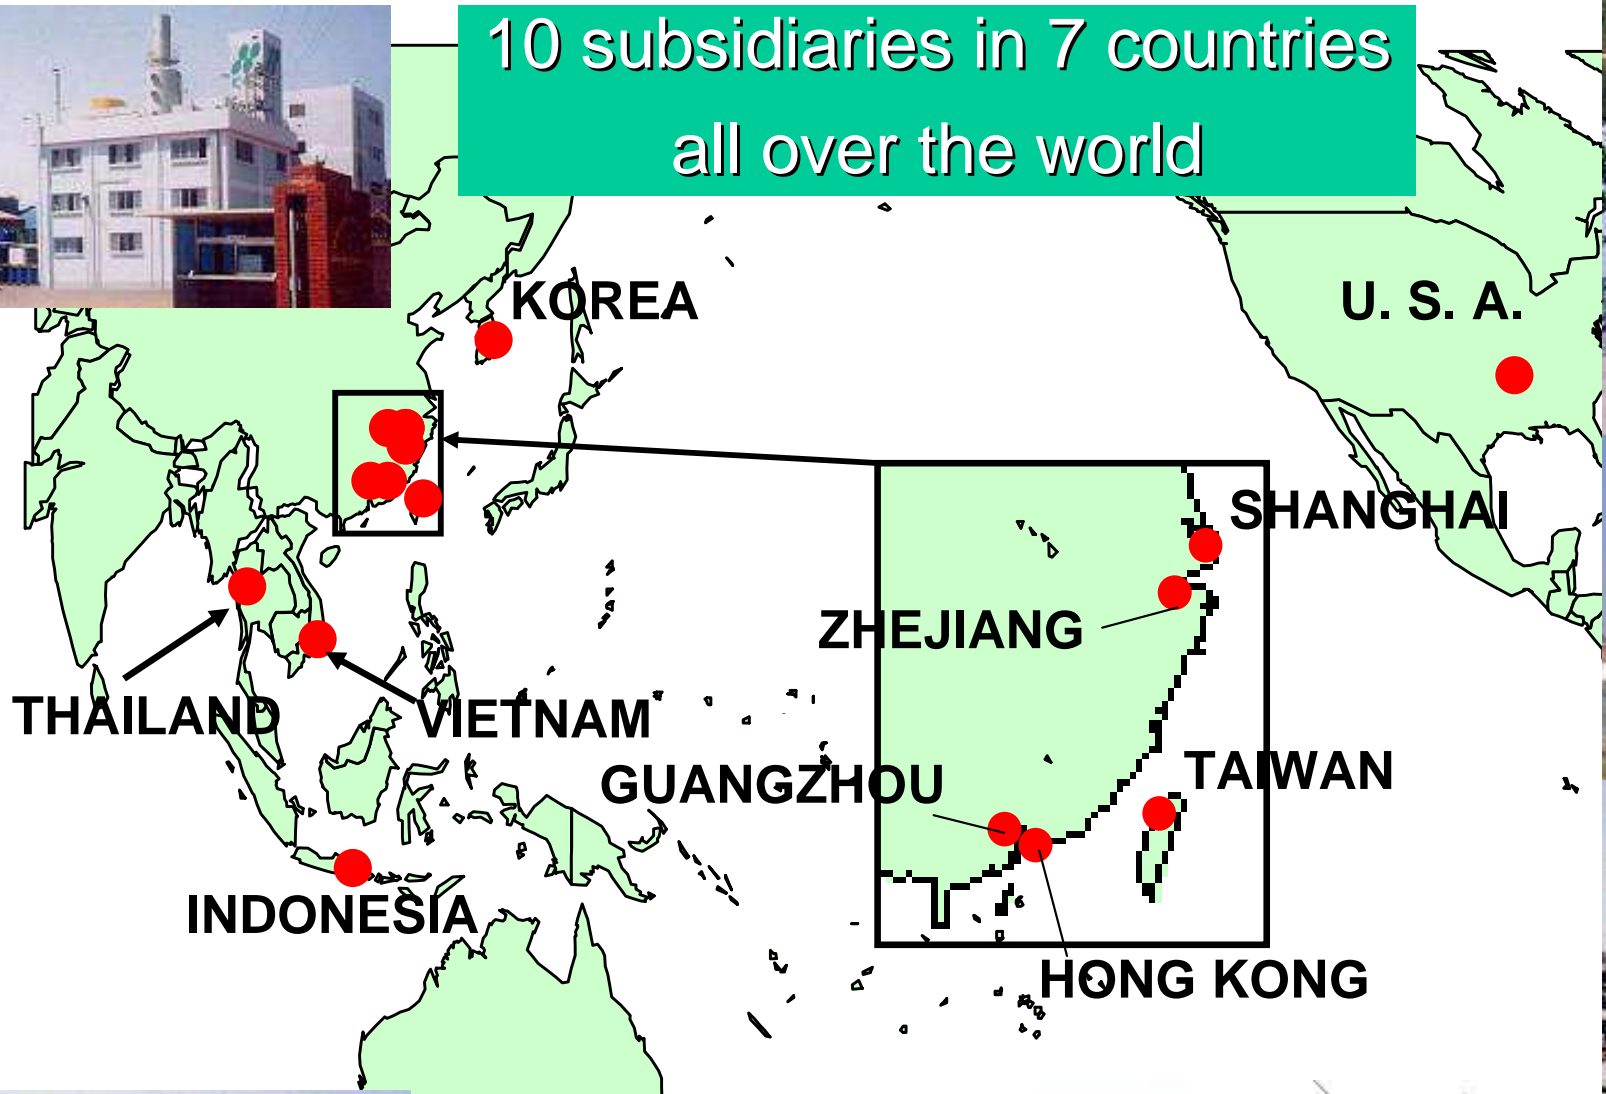 10 subsidiaries in 7 countries
all over the world
KOREA
U. S. A.
SHANGHAI
ZHEJIANG
THAILAND
VIETNAM
GUANGZHOU
TAIWAN
INDONESIA
HONG KONG